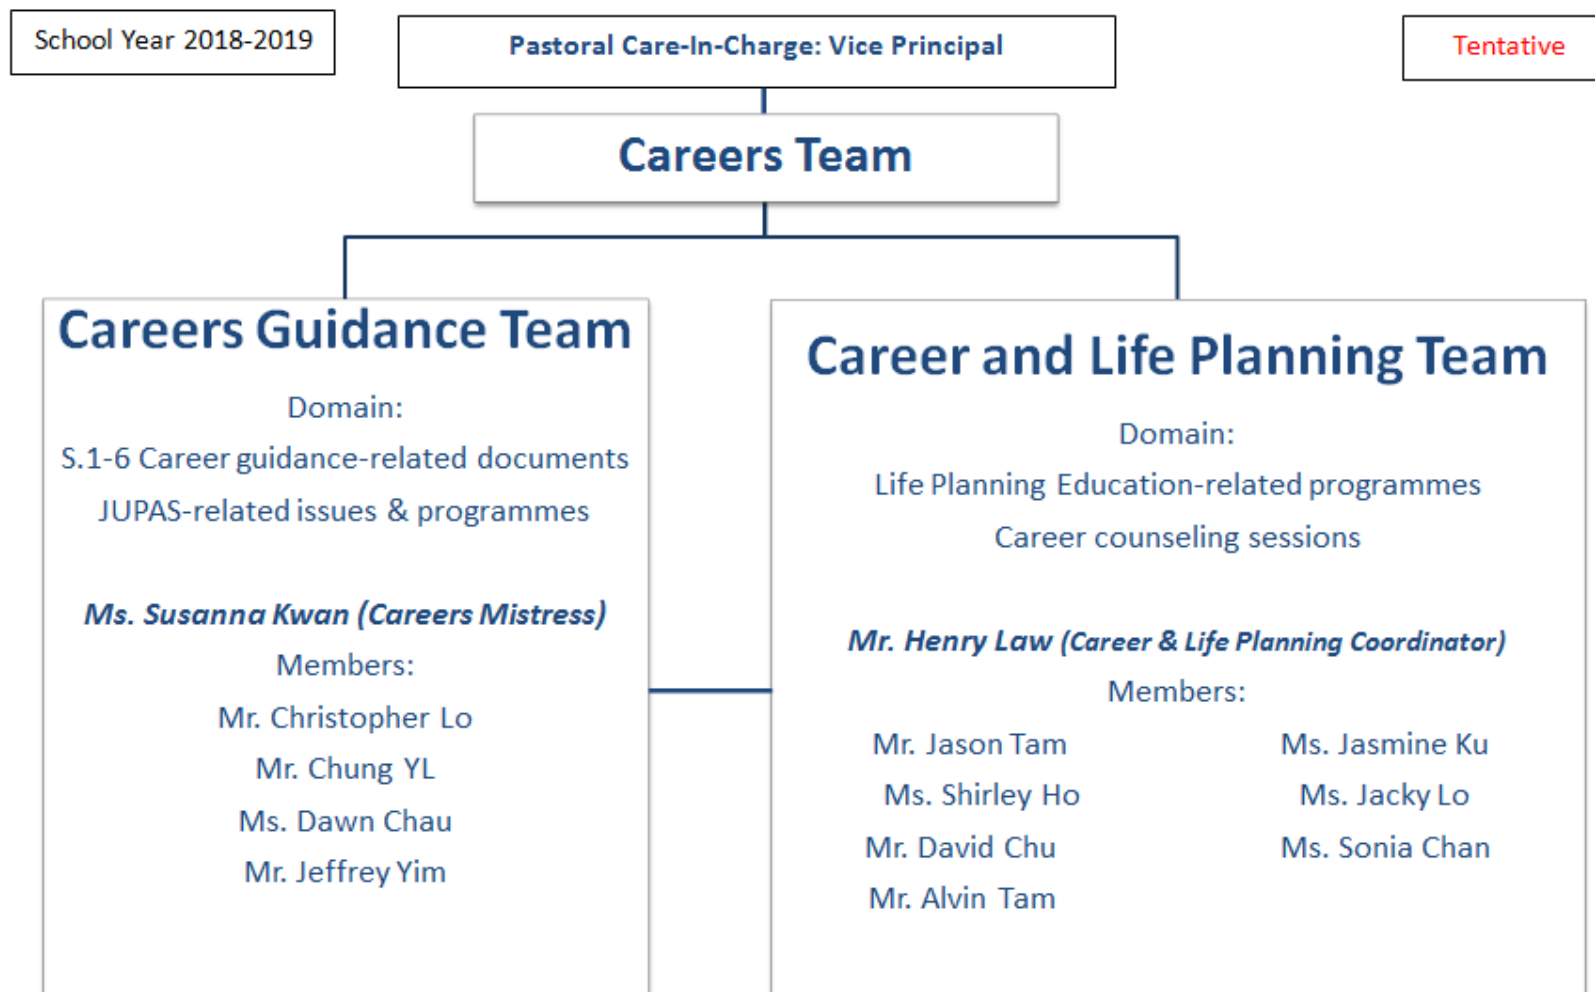 School Year 2018-2019
Pastoral Care-In-Charge: Vice Principal
Tentative
Careers Team
Careers Guidance Team
Domain:
S.1-6 Career guidance-related documents
JUPAS-related issues & programmes
Ms. Susanna Kwan (Careers Mistress)
Members:
Mr. Christopher Lo
Mr. Chung YL
Ms. Dawn Chau
Mr. Jeffrey Yim
Career and Life Planning Team
Domain:
Life Planning Education-related programmes
Career counseling sessions
Mr. Henry Law (Career & Life Planning Coordinator)
Members:
Mr. Jason Tam
Ms. Jasmine Ku
Ms. Shirley Ho
Ms. Jacky Lo
Mr. David Chu
Ms. Sonia Chan
Mr. Alvin Tam